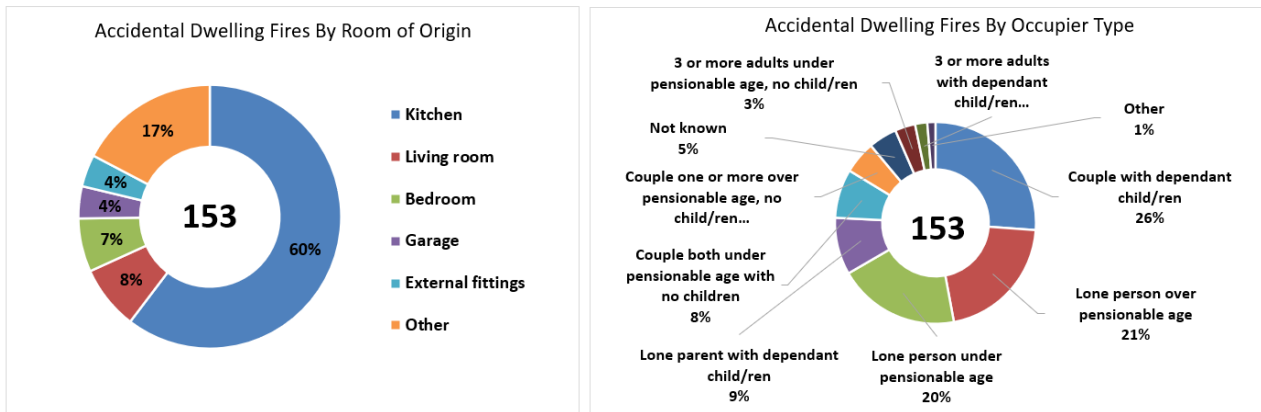 Accidental Dwelling Fires By Room of Origin
17%
4%
4%
7%
8%
60%
153
Kitchen
Living room
Bedroom
Garage
External fittings
Other
Accidental Dwelling Fires By Occupier Type
3 or more adults under
pensionable age, no child/ren
3%
3 or more adults
with dependant
child/ren...
Other
1%
Not known
5%
Couple with dependant
child/ren
26%
Couple one or more over
pensionable age, no
child/ren...
153
Couple both under
pensionable age with
no children
8%
Lone person over
pensionable age
21%
Lone parent with dependant
child/ren
9%
Lone person under
pensionable age
20%